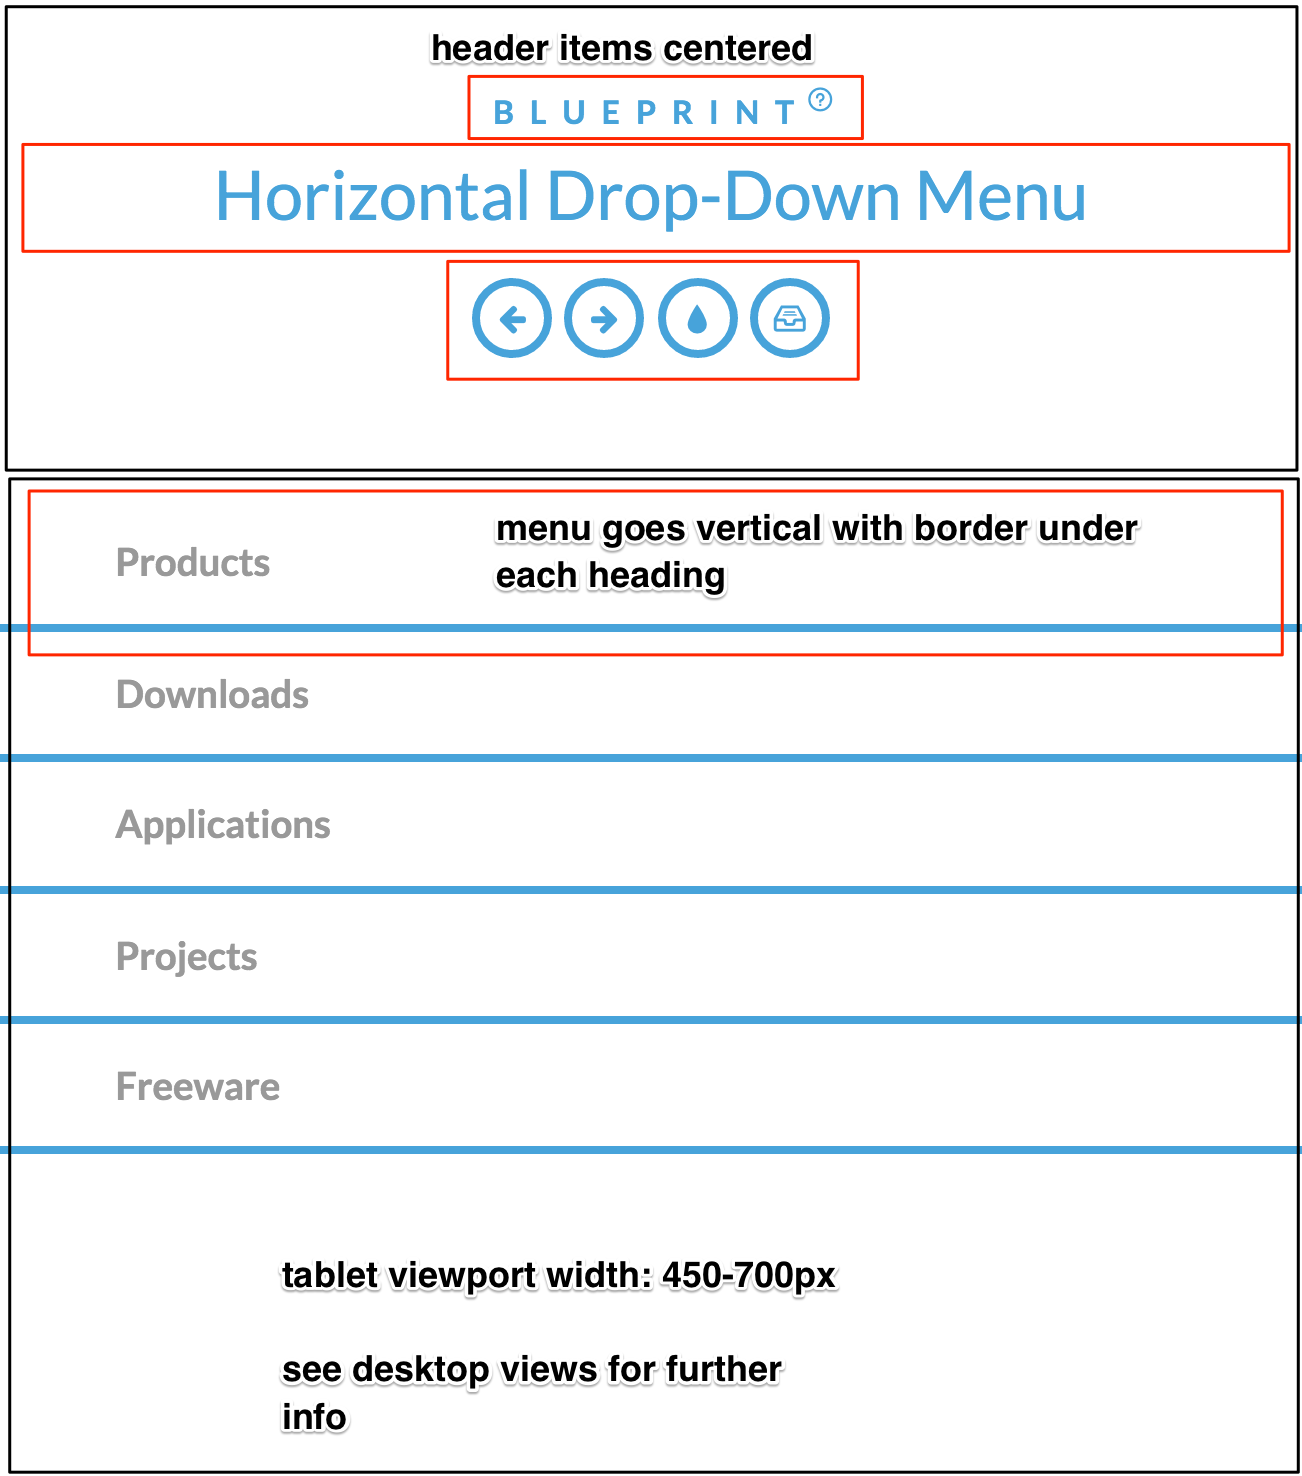 header items centered
BLUEPRINT ?
Horizontal Drop-Down Menu
Products
menu goes vertical with border under
each heading
Downloads
Applications
Projects
Freeware
tablet viewport width: 450-700px
see desktop views for further
info